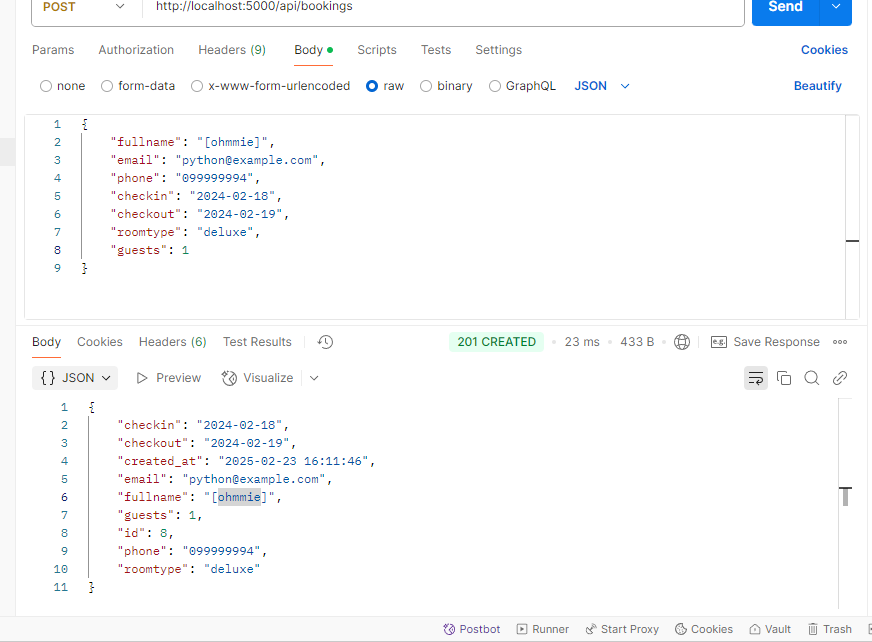 POST http://localhost:5000/api/bookings Send
Params Authorization Headers (9) Body Scripts Tests Settings Cookies
none form-data x-www-form-urlencoded raw binary GraphQL JSON Beautify
1 {
2 "fullname": "[ohmmie]",
3 "email": "python@example.com",
4 "phone": "099999994",
5 "checkin": "2024-02-18",
6 "checkout": "2024-02-19",
7 "roomtype": "deluxe",
8 "guests": 1
9 }
Body Cookies Headers (6) Test Results 201 CREATED 23 ms 433 B e.g. Save Response
{} JSON Preview Visualize
1 {
2 "checkin": "2024-02-18",
3 "checkout": "2024-02-19",
4 "created_at": "2025-02-23 16:11:46",
5 "email": "python@example.com",
6 "fullname": "[ohmmie]",
7 "guests": 1,
8 "id": 8,
9 "phone": "099999994",
10 "roomtype": "deluxe"
11 }
Postbot Runner Start Proxy Cookies Vault Trash